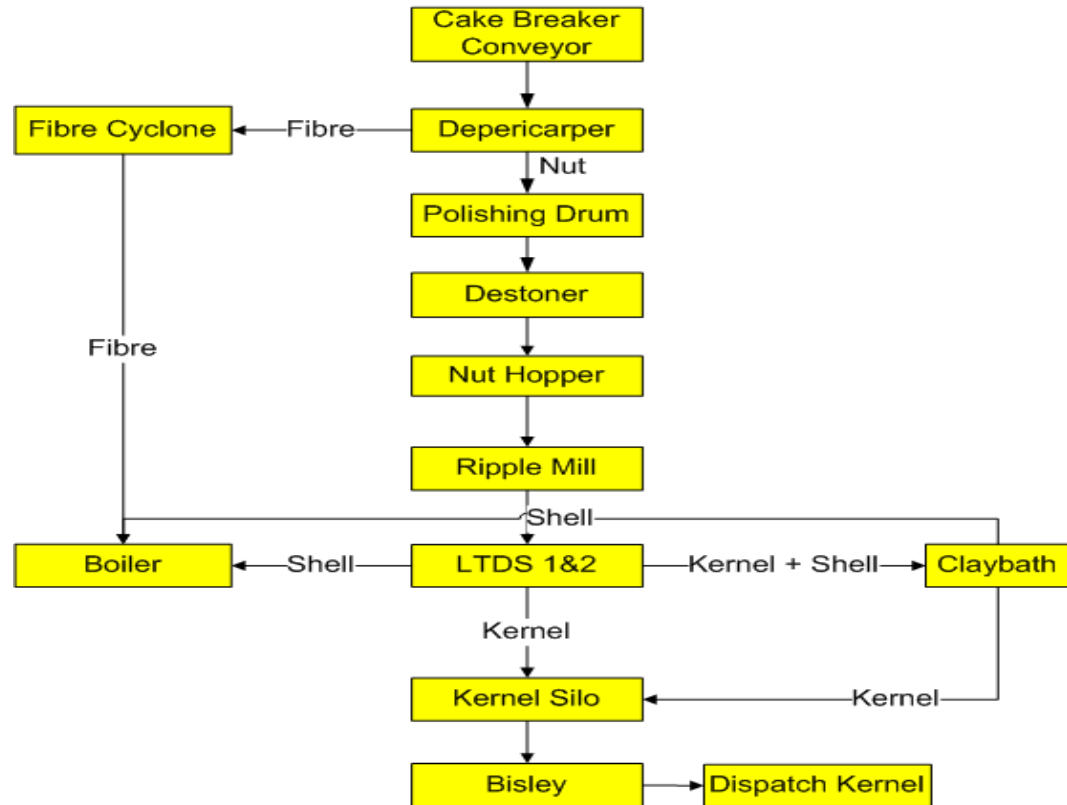 Cake Breaker
Conveyor
Fibre Cyclone
Fibre
Depericarper
Nut
Polishing Drum
Destoner
Fibre
Nut Hopper
Ripple Mill
Shell
Boiler
Shell
LTDS 1&2
Kernel + Shell
Claybath
Kernel
Kernel Silo
Kernel
Bisley
Dispatch Kernel